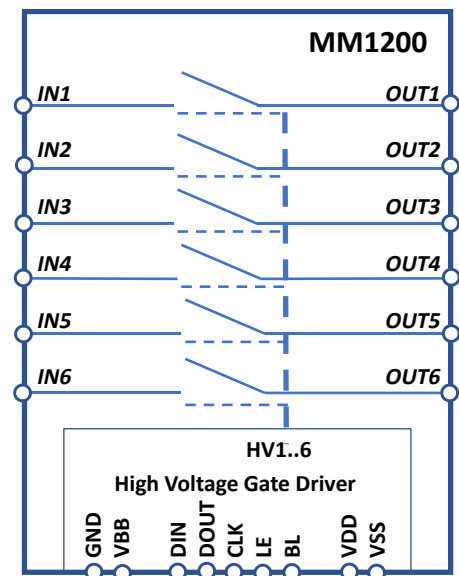 MM1200
IN1 OUT1
IN2 OUT2
IN3 OUT3
IN4 OUT4
IN5 OUT5
IN6 OUT6
HV1..6
High Voltage Gate Driver
GND VBB DIN DOUT CLK LE BL VDD VSS